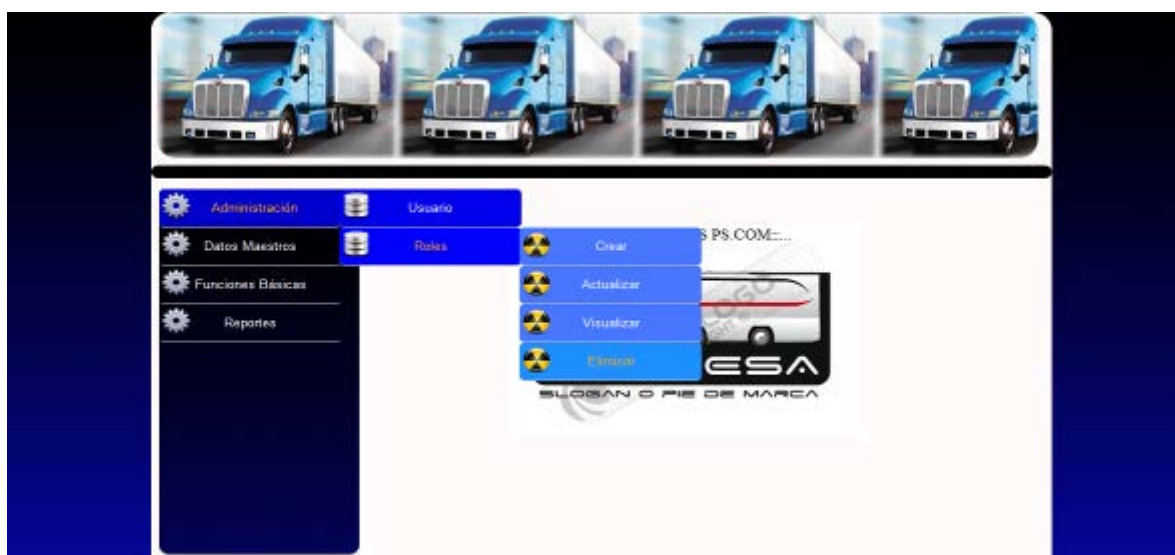 Administración
Usuario
Datos Maestros
Roles
S PS.COM::...
Crear
Funciones Básicas
Actualizar
Reportes
Visualizar
Eliminar
ESA
SLOGAN O PIE DE MARCA